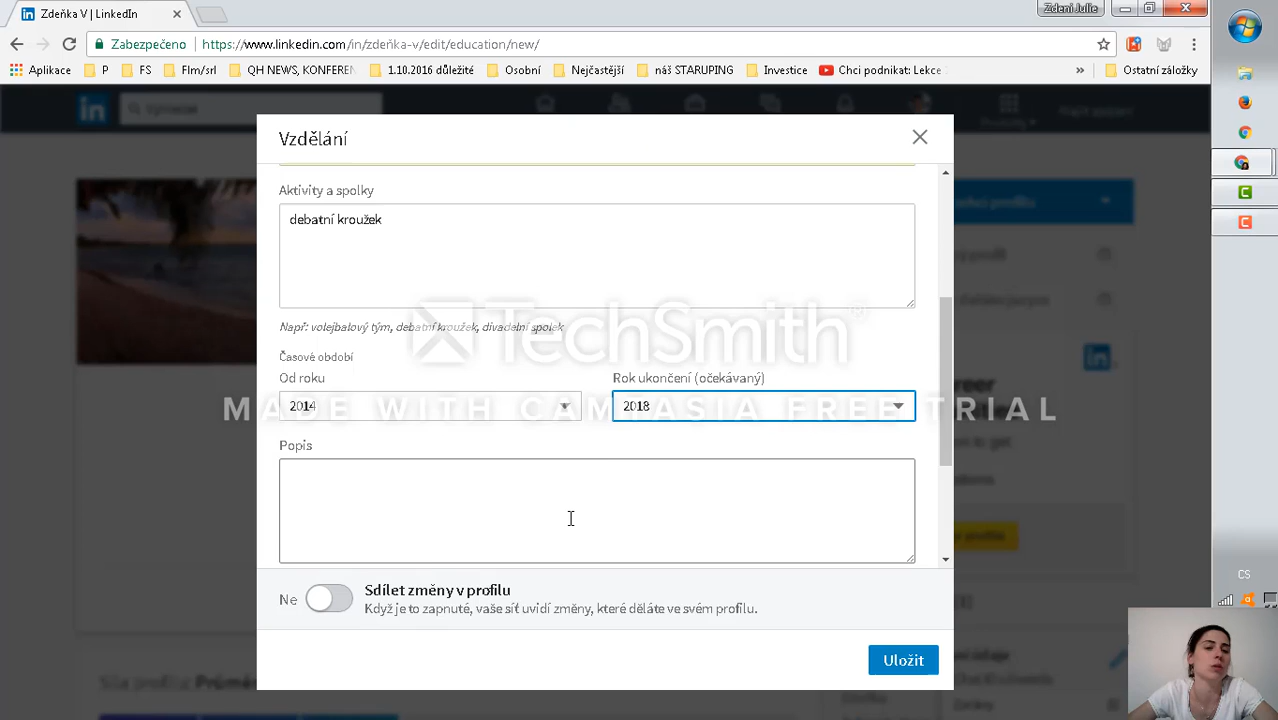 Zdeňka V | LinkedIn
Zdeni Julie
Zabezpečeno
https://www.linkedin.com/in/zdeňka-v/edit/education/new/
Aplikace P FS Flm/srl QH NEWS, KONFEREN 1.10.2016 důležité Osobní Nejčastější náš STARUPING Investice Chci podnikat: Lekce » Ostatní záložky
in
Vzdělání
Aktivity a spolky
debatní kroužek
Např: volejbalový tým, debatní kroužek, divadelní spolek
TechSmith
Časové období
Od roku Rok ukončení (očekávaný)
2014 2018
MADE WITH CAMTASIA FREE TRIAL
Popis
Ne
Sdílet změny v profilu
Když je to zapnuté, vaše síť uvidí změny, které děláte ve svém profilu.
Uložit
CS
Síla profilu: